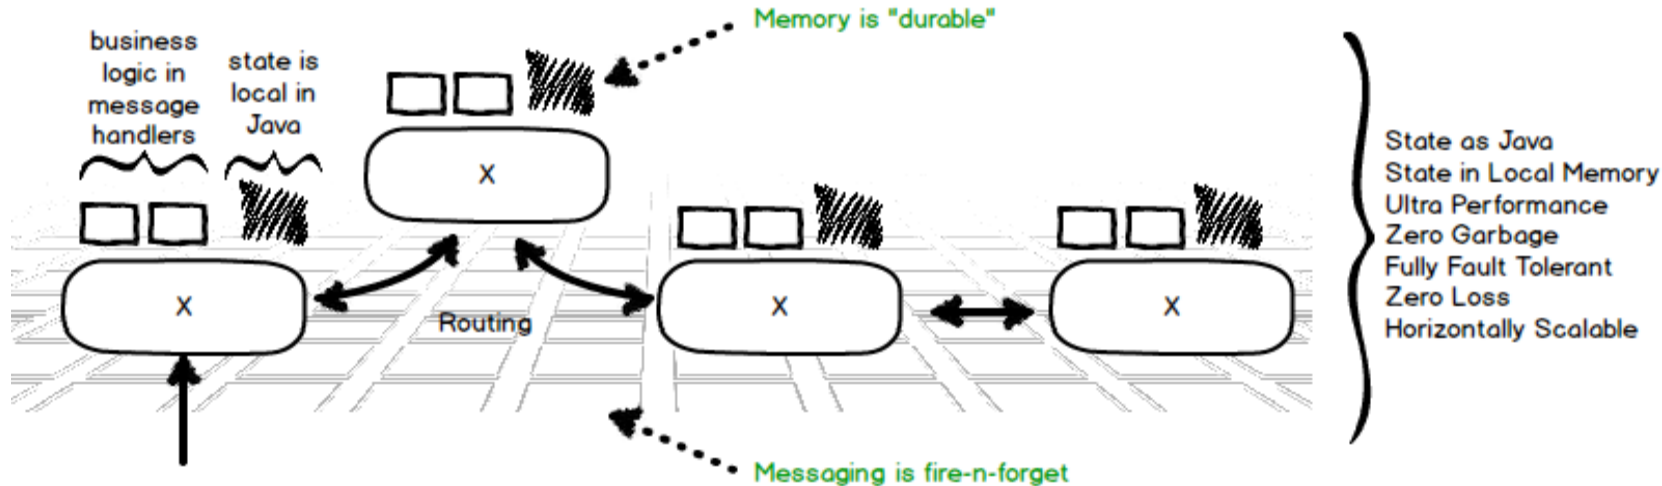 Memory is "durable"
business
logic in
message
handlers
state is
local in
Java
X
X
X
X
Routing
State as Java
State in Local Memory
Ultra Performance
Zero Garbage
Fully Fault Tolerant
Zero Loss
Horizontally Scalable
Messaging is fire-n-forget